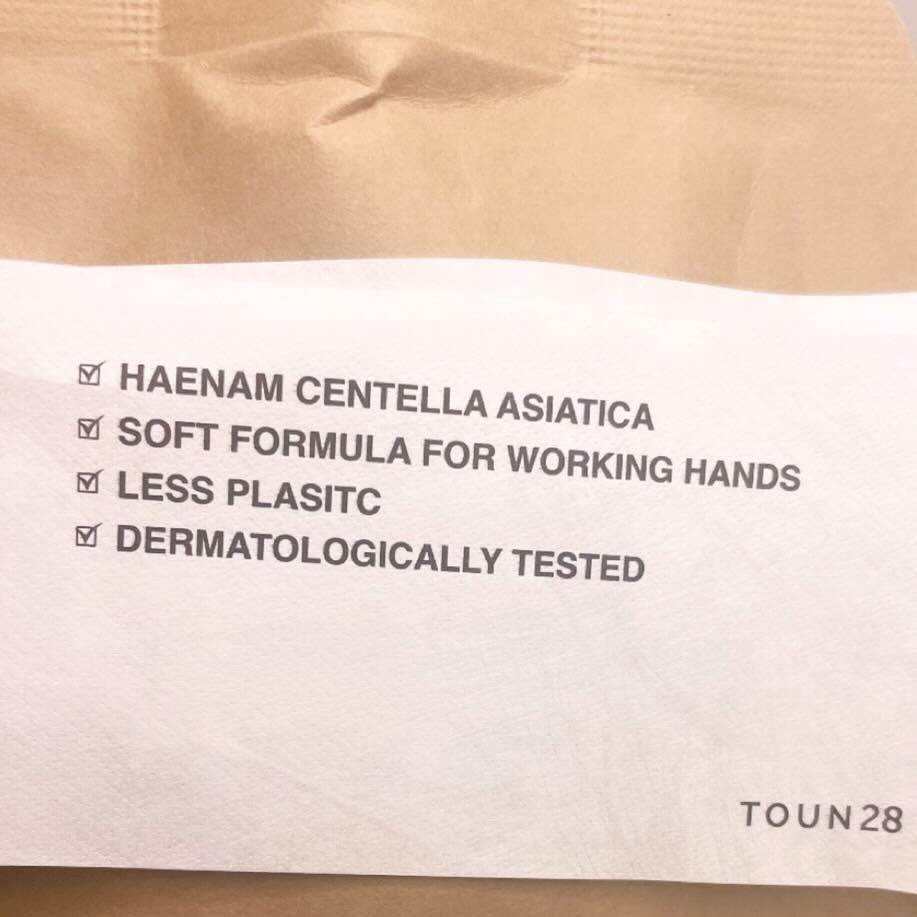 ☑ HAENAM CENTELLA ASIATICA
☑ SOFT FORMULA FOR WORKING HANDS
☑ LESS PLASITC
☑ DERMATOLOGICALLY TESTED
TOUN28